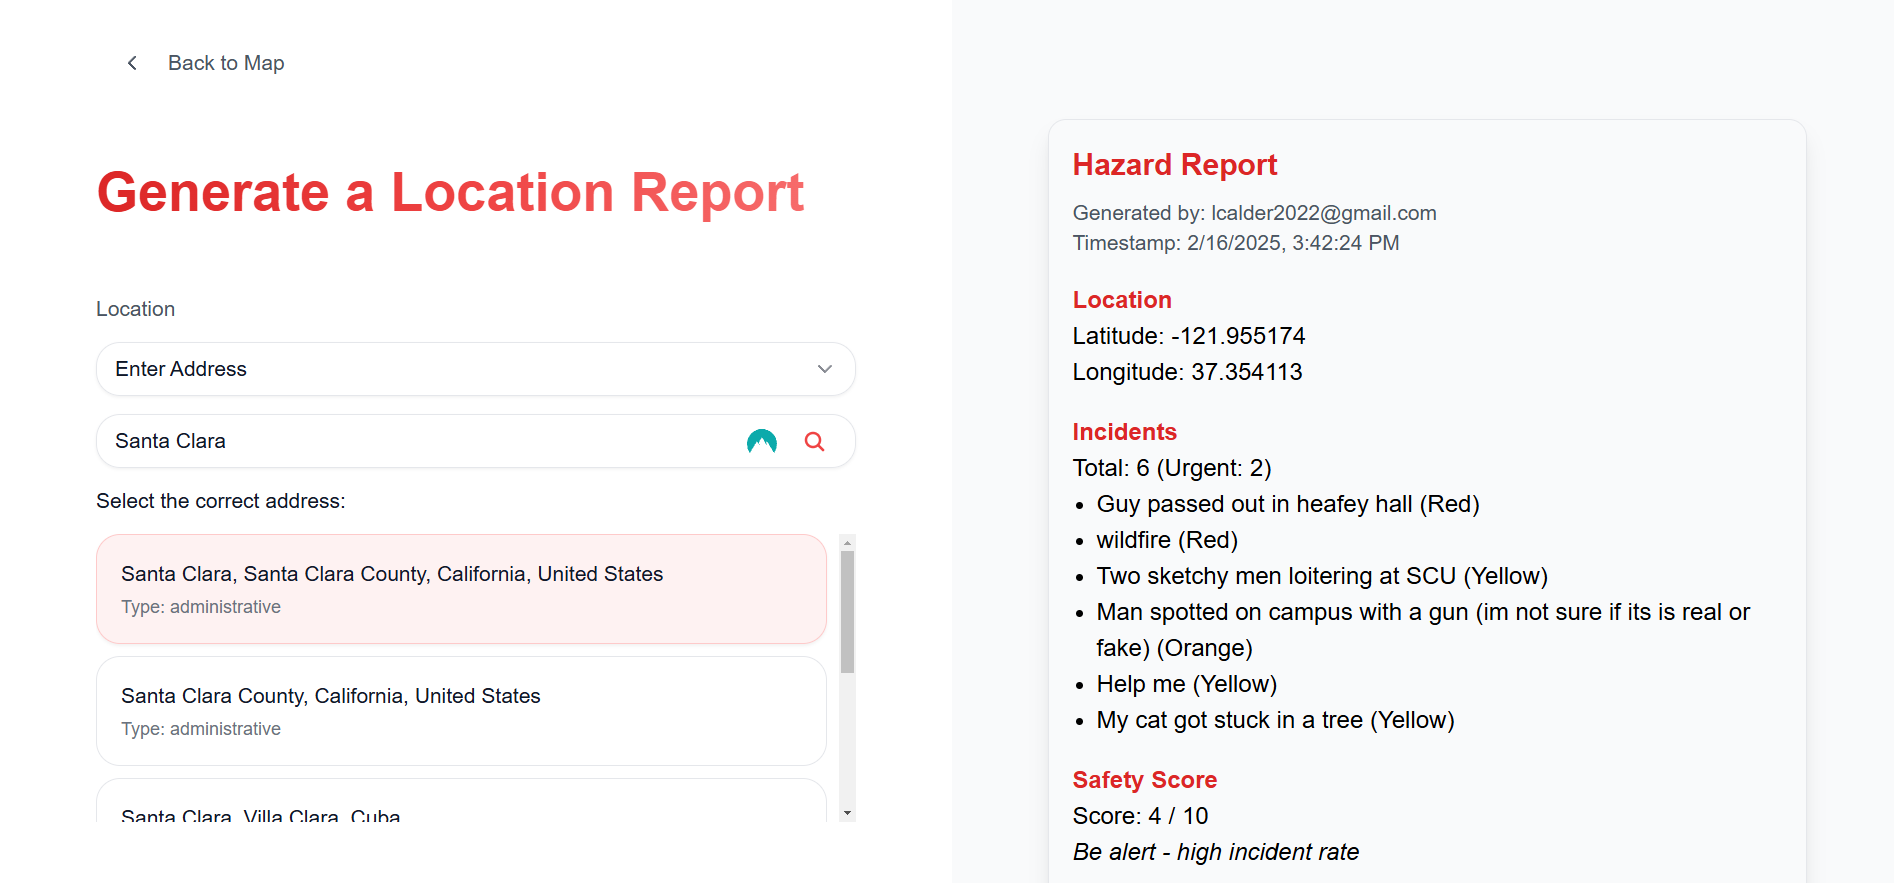 Back to Map
Generate a Location Report
Location
Enter Address
Santa Clara
Select the correct address:
Santa Clara, Santa Clara County, California, United States
Type: administrative
Santa Clara County, California, United States
Type: administrative
Santa Clara, Villa Clara, Cuba
Hazard Report
Generated by: lcalder2022@gmail.com
Timestamp: 2/16/2025, 3:42:24 PM
Location
Latitude: -121.955174
Longitude: 37.354113
Incidents
Total: 6 (Urgent: 2)
Guy passed out in heafey hall (Red)
wildfire (Red)
Two sketchy men loitering at SCU (Yellow)
Man spotted on campus with a gun (im not sure if its is real or
fake) (Orange)
Help me (Yellow)
My cat got stuck in a tree (Yellow)
Safety Score
Score: 4 / 10
Be alert - high incident rate